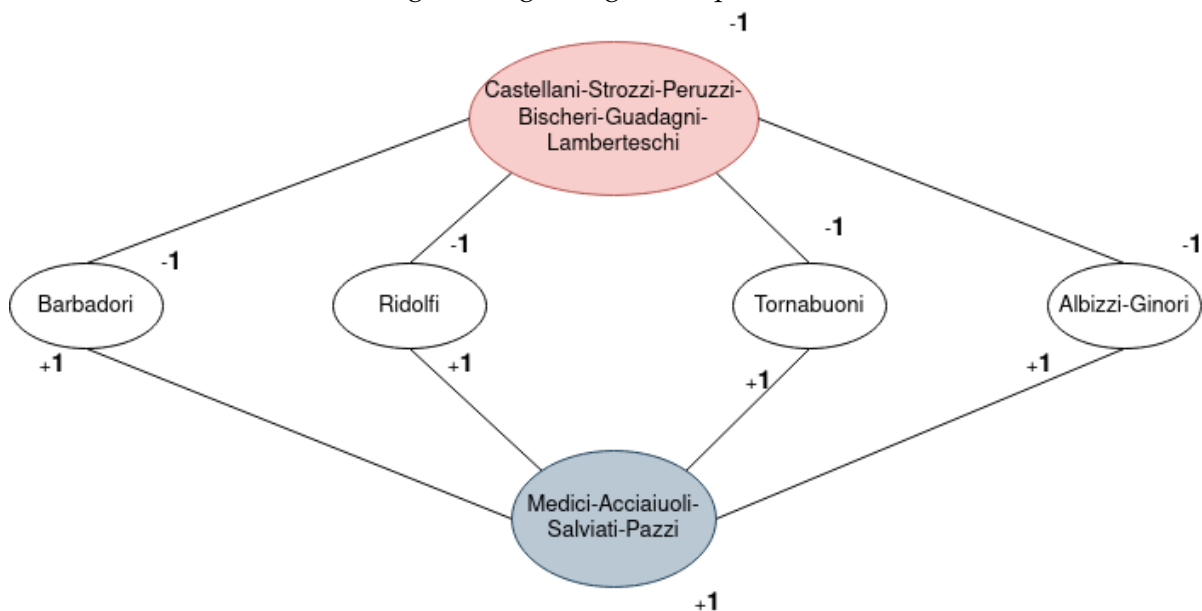 -1
Castellani-Strozzi-Peruzzi-
Bischeri-Guadagni-
Lamberteschi
-1
-1
-1
-1
Barbadori
Ridolfi
Tornabuoni
Albizzi-Ginori
+1
+1
+1
+1
Medici-Acciaiuoli-
Salviati-Pazzi
+1